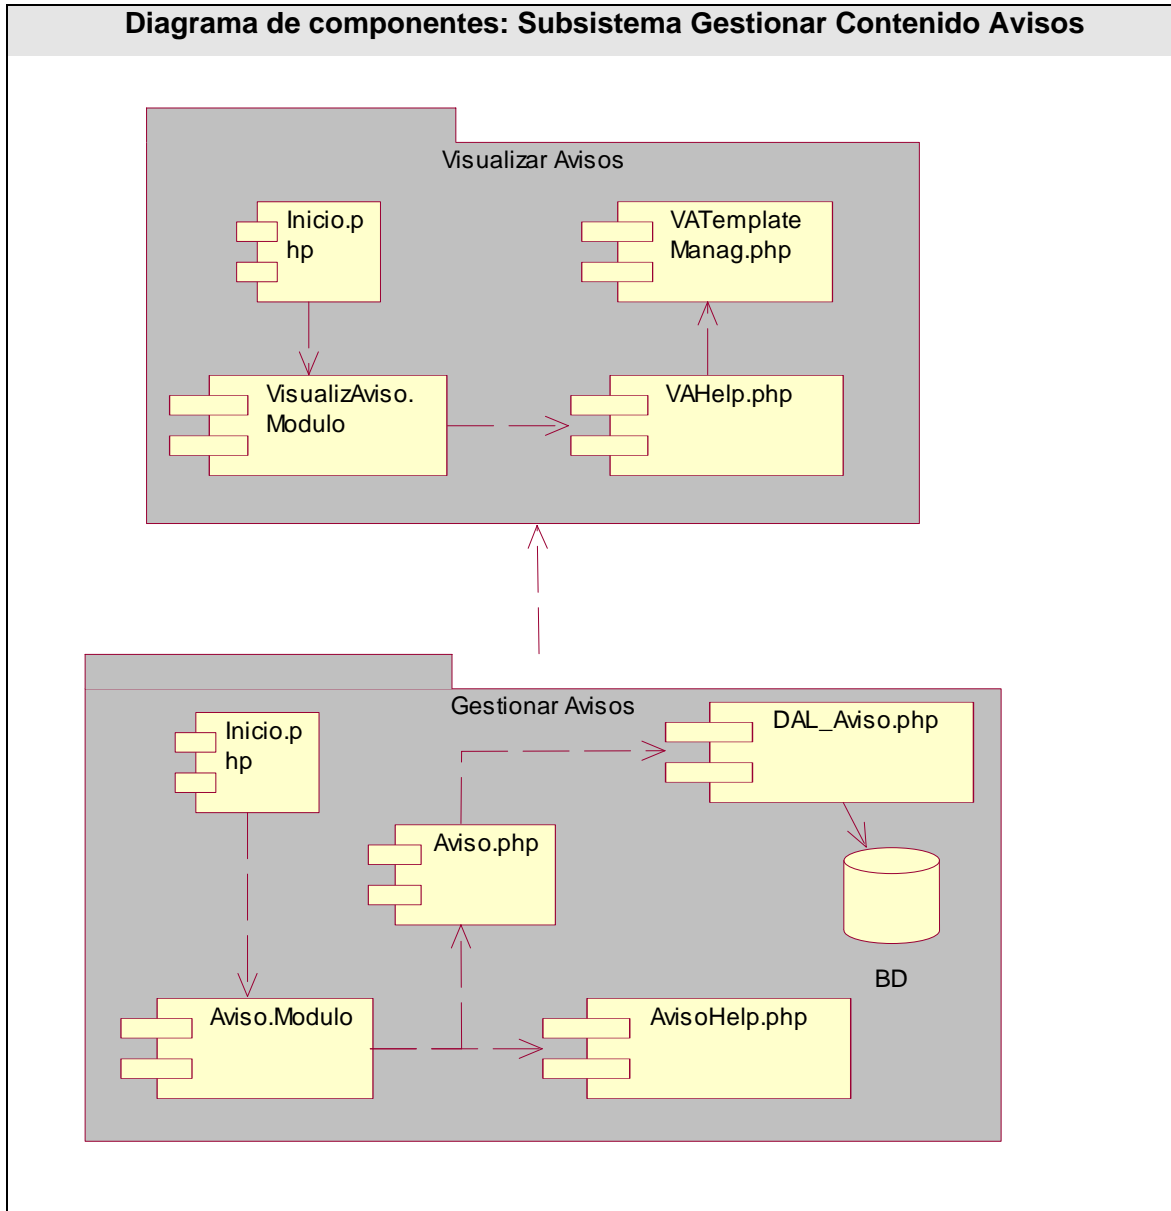 Diagrama de componentes: Subsistema Gestionar Contenido Avisos
Visualizar Avisos
Inicio.p
hp
VATemplate
Manag.php
VisualizAviso.
Modulo
VAHelp.php
Gestionar Avisos
Inicio.p
hp
DAL_Aviso.php
Aviso.php
BD
Aviso.Modulo
AvisoHelp.php